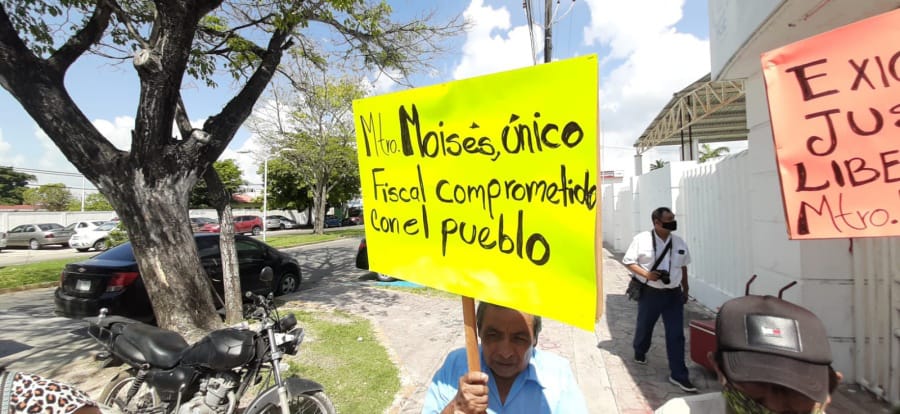 Mtro. Moisés, único
Fiscal comprometido
con el pueblo
EXIG
JUS
LIBE
Mtro.